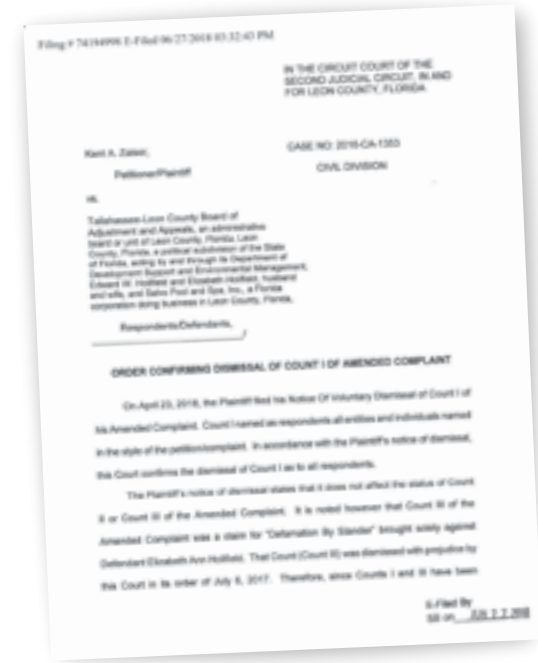 Filing # 74194998 E-Filed 06/27/2018 03:32:43 PM
IN THE CIRCUIT COURT OF THE
SECOND JUDICIAL CIRCUIT, IN AND
FOR LEON COUNTY, FLORIDA
Kent A. Zaiser,
CASE NO: 2016-CA-1353
Petitioner/Plaintiff
CIVIL DIVISION
vs.
Tallahassee-Leon County Board of
Adjustment and Appeals, an administrative
board or unit of Leon County, Florida, Leon
County, Florida, a political subdivision of the State
of Florida, acting by and through its Department of
Development Support and Environmental Management,
Edward W. Holifield and Elizabeth Holifield, husband
and wife, and Salvo Pool and Spa, Inc., a Florida
corporation doing business in Leon County, Florida,
Respondents/Defendants,
/
ORDER CONFIRMING DISMISSAL OF COUNT I OF AMENDED COMPLAINT
On April 23, 2018, the Plaintiff filed his Notice Of Voluntary Dismissal of Count I of
his Amended Complaint. Count I named as respondents all entities and individuals named
in the style of the petition/complaint. In accordance with the Plaintiff's notice of dismissal,
this Court confirms the dismissal of Count I as to all respondents.
The Plaintiff's notice of dismissal states that it does not affect the status of Count
II or Count III of the Amended Complaint. It is noted however that Count III of the
Amended Complaint was a claim for "Defamation By Slander" brought solely against
Defendant Elizabeth Ann Holifield. That Count (Count III) was dismissed with prejudice by
this Court in its order of July 6, 2017. Therefore, since Counts I and III have been
E-Filed By
SB on JUN 2 2 2018